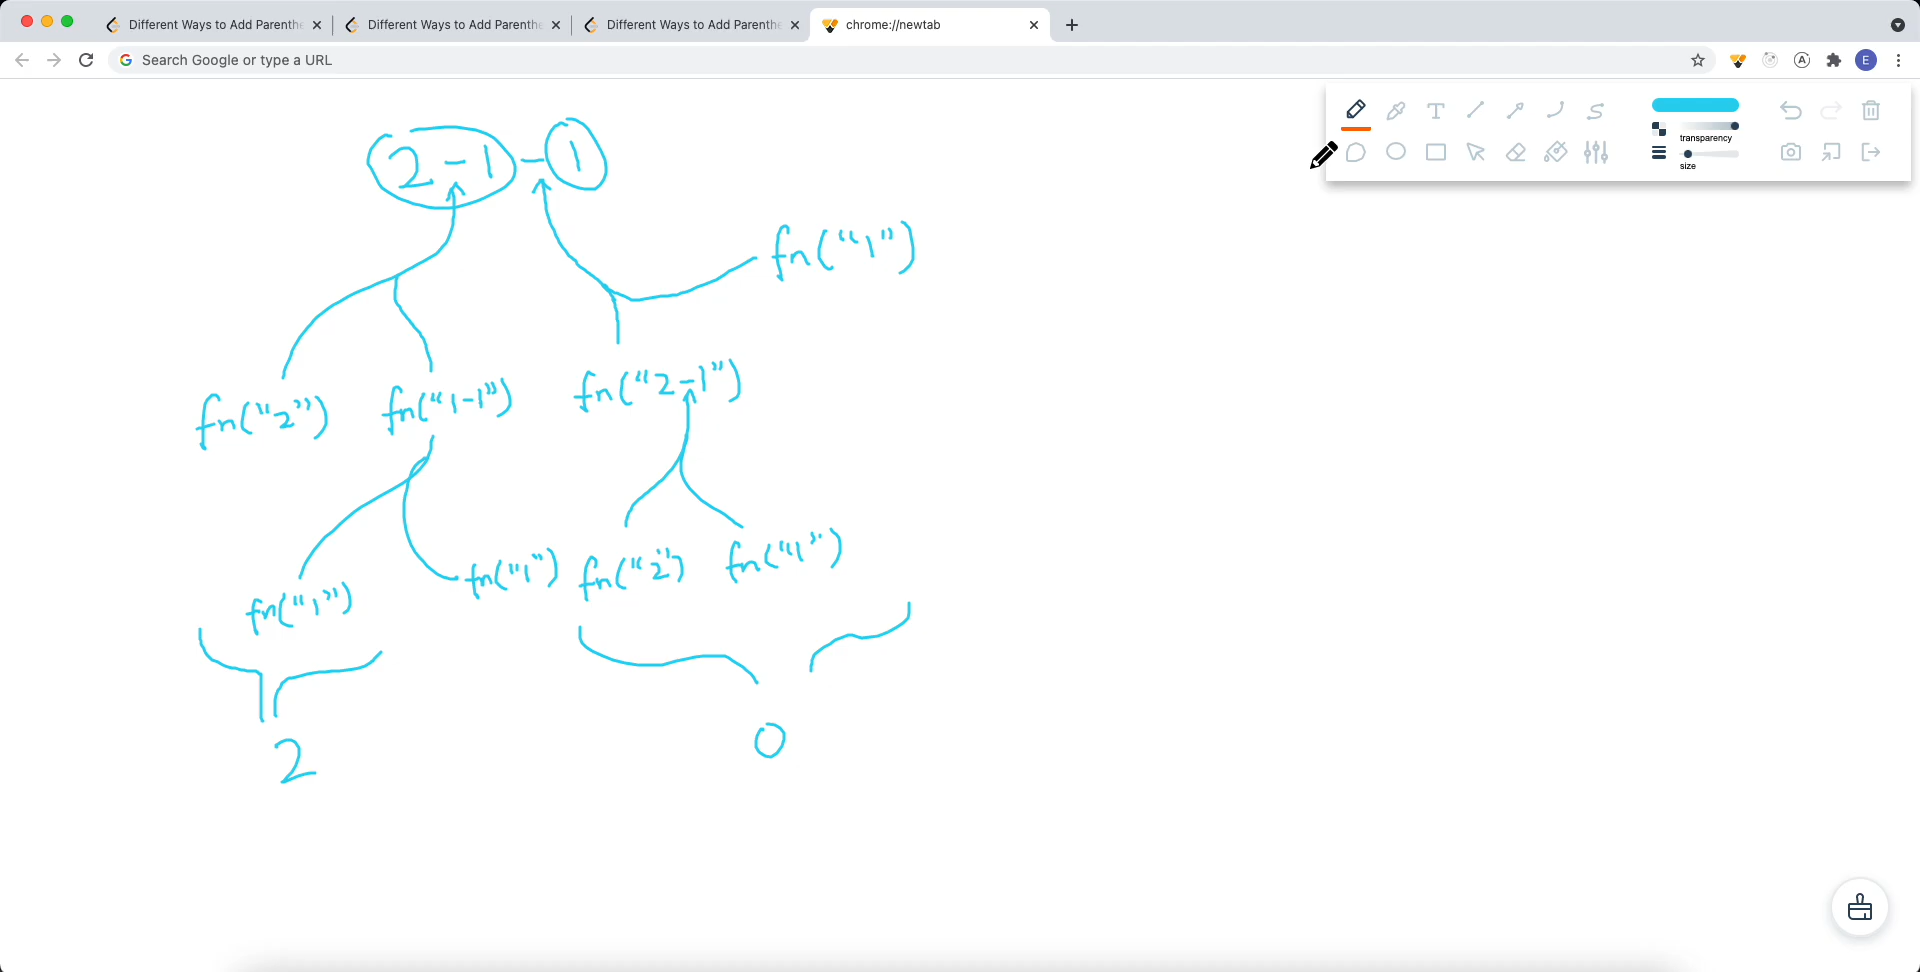 Different Ways to Add Parenthe
Different Ways to Add Parenthe
Different Ways to Add Parenthe
chrome://newtab
Search Google or type a URL
A
E
T
transparency
size
2-1-1
fn("1")
fn("2") fn("1-1") fn("2-1")
fn("1") fn("1") fn("2") fn("1")
2 0